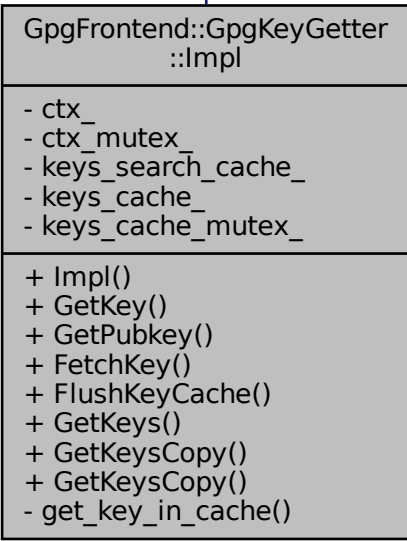 GpgFrontend::GpgKeyGetter
::Impl
- ctx_
- ctx_mutex_
- keys_search_cache_
- keys_cache_
- keys_cache_mutex_
+ Impl()
+ GetKey()
+ GetPubkey()
+ FetchKey()
+ FlushKeyCache()
+ GetKeys()
+ GetKeysCopy()
+ GetKeysCopy()
- get_key_in_cache()